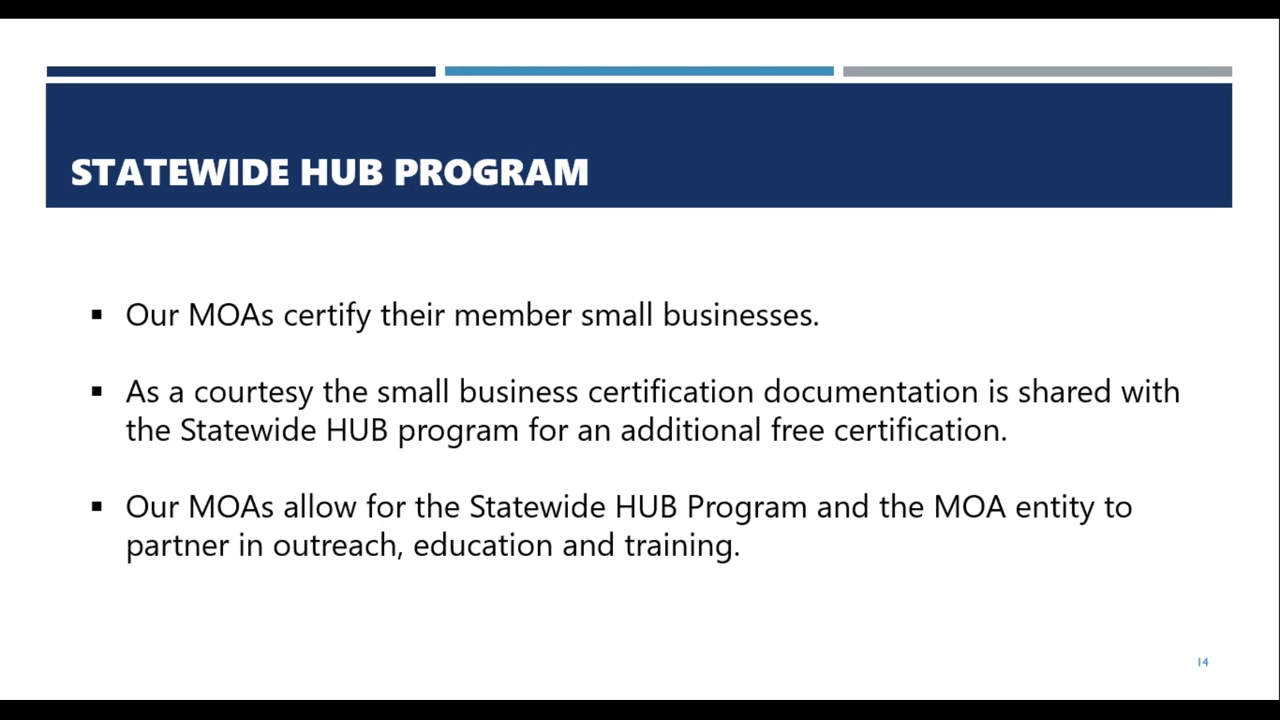 STATEWIDE HUB PROGRAM
▪ Our MOAs certify their member small businesses.
▪ As a courtesy the small business certification documentation is shared with
the Statewide HUB program for an additional free certification.
▪ Our MOAs allow for the Statewide HUB Program and the MOA entity to
partner in outreach, education and training.
14